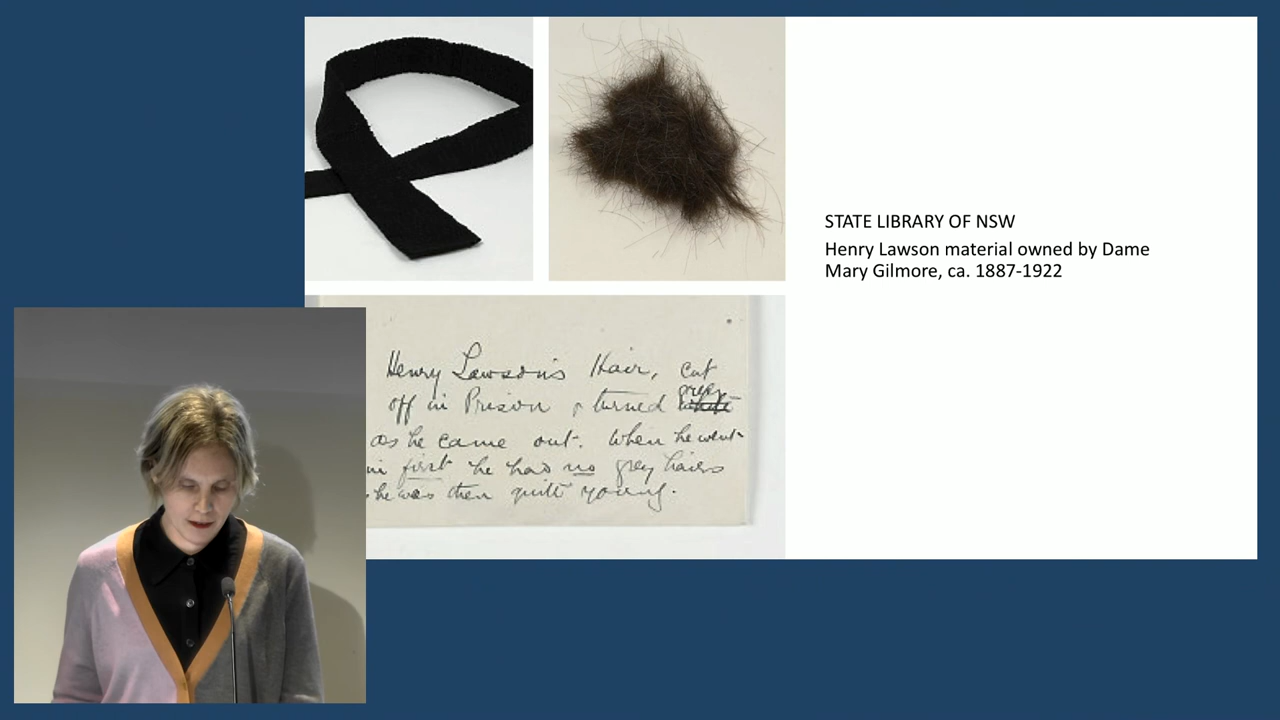 STATE LIBRARY OF NSW
Henry Lawson material owned by Dame
Mary Gilmore, ca. 1887-1922
Henry Lawson's Hair, cut
off in Prison & turned grey
as he came out. When he went
in first he has no grey hairs
he was then quite young.